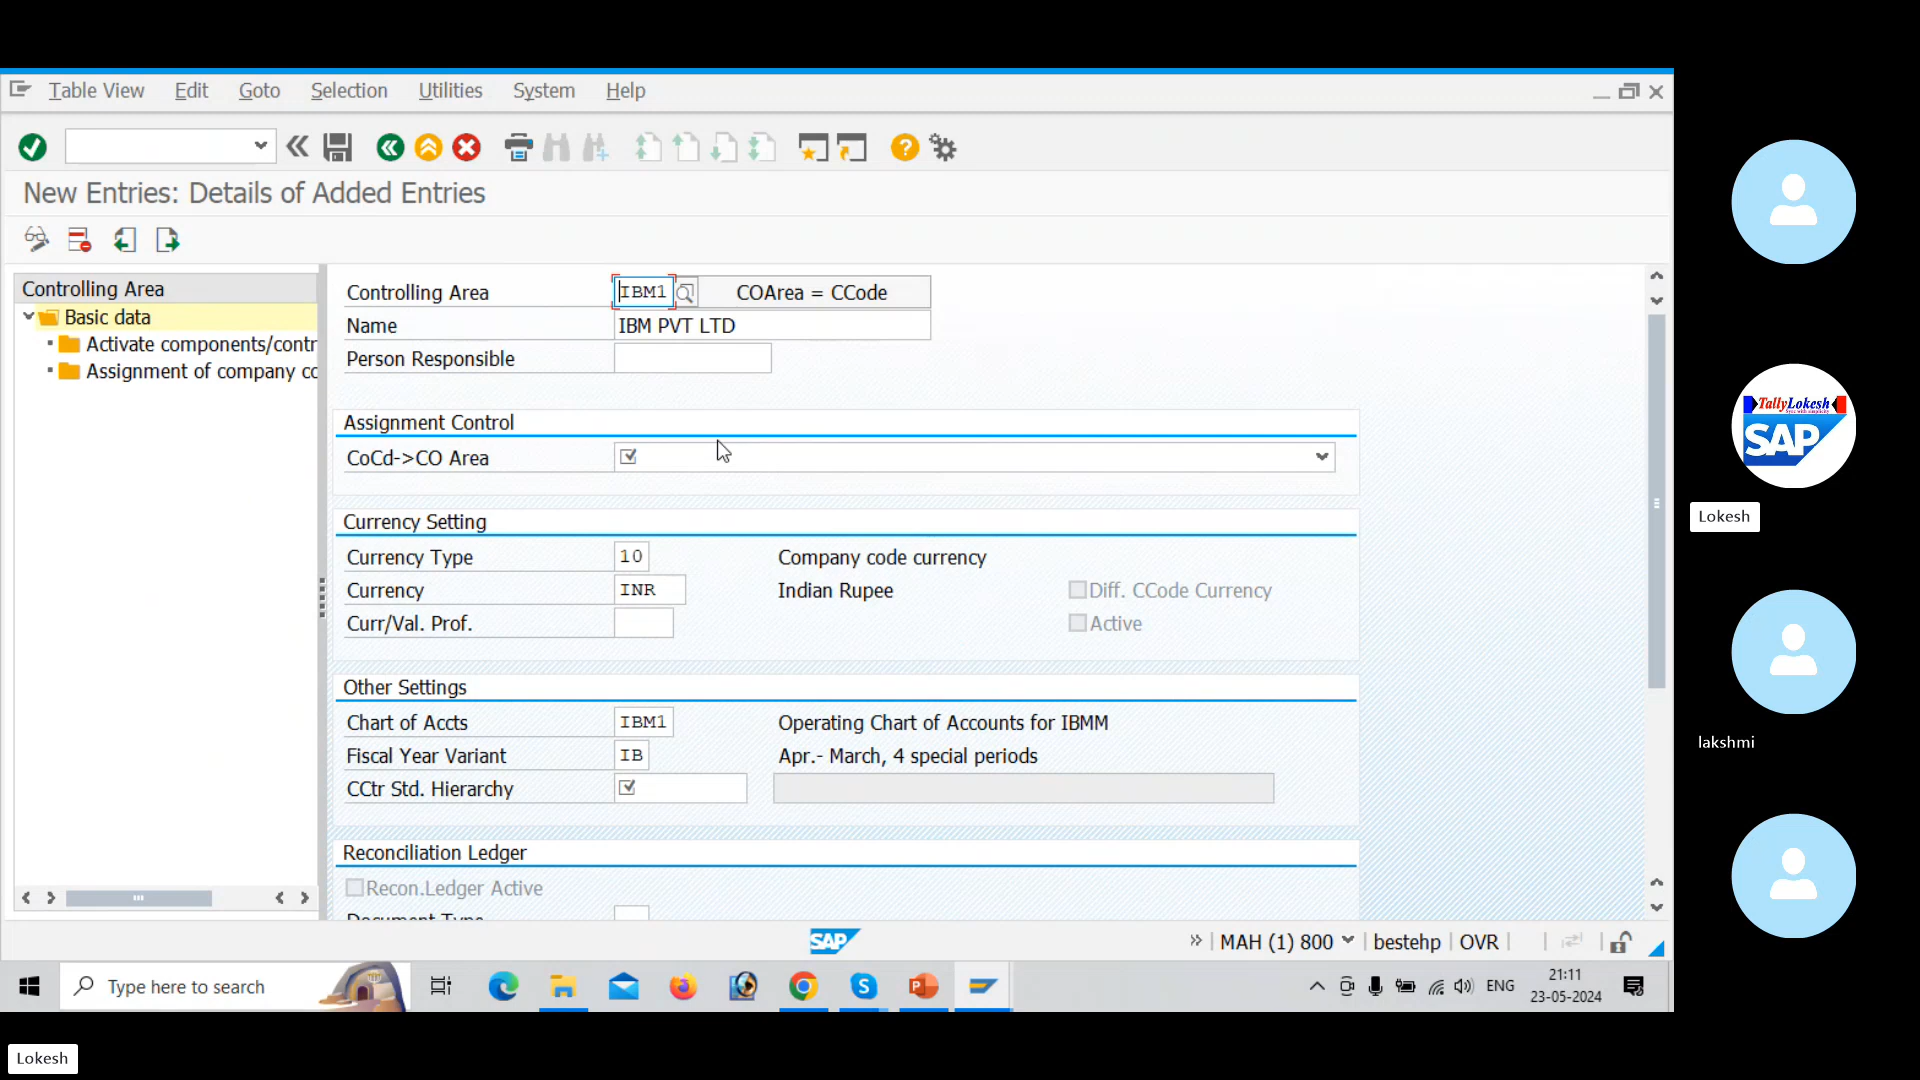 Table View Edit Goto Selection Utilities System Help
New Entries: Details of Added Entries
Controlling Area
Basic data
Activate components/contr
Assignment of company cc
Controlling Area IBM1 COArea = CCode
Name IBM PVT LTD
Person Responsible
Assignment Control
CoCd->CO Area
Currency Setting
Currency Type 10 Company code currency
Currency INR Indian Rupee Diff. CCode Currency
Curr/Val. Prof. Active
Other Settings
Chart of Accts IBM1 Operating Chart of Accounts for IBMM
Fiscal Year Variant IB Apr.- March, 4 special periods
CCtr Std. Hierarchy
Reconciliation Ledger
Recon.Ledger Active
Document Type
SAP MAH (1) 800 bestehp OVR
Type here to search
ENG 21:11
23-05-2024
TallyLokesh
SAP
Lokesh
lakshmi
Lokesh